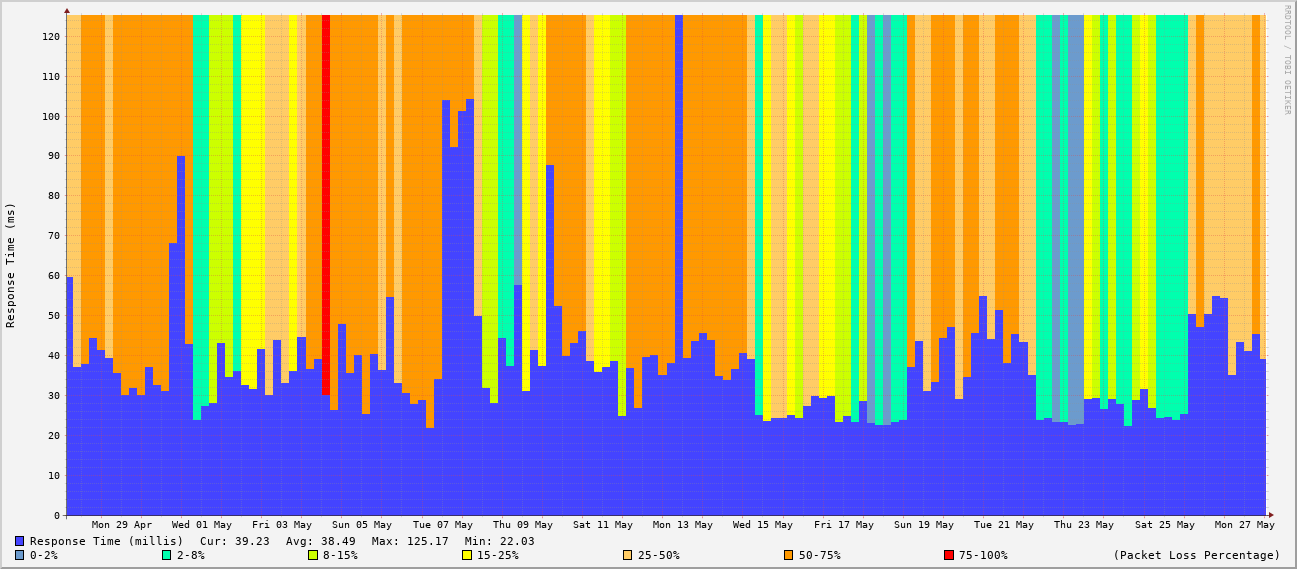 RRDTOOL / TOBI OETIKER
Response Time (ms)
120
110
100
90
80
70
60
50
40
30
20
10
0
Mon 29 Apr Wed 01 May Fri 03 May Sun 05 May Tue 07 May Thu 09 May Sat 11 May Mon 13 May Wed 15 May Fri 17 May Sun 19 May Tue 21 May Thu 23 May Sat 25 May Mon 27 May
Response Time (millis) Cur: 39.23 Avg: 38.49 Max: 125.17 Min: 22.03
0-2% 2-8% 8-15% 15-25% 25-50% 50-75% 75-100% (Packet Loss Percentage)